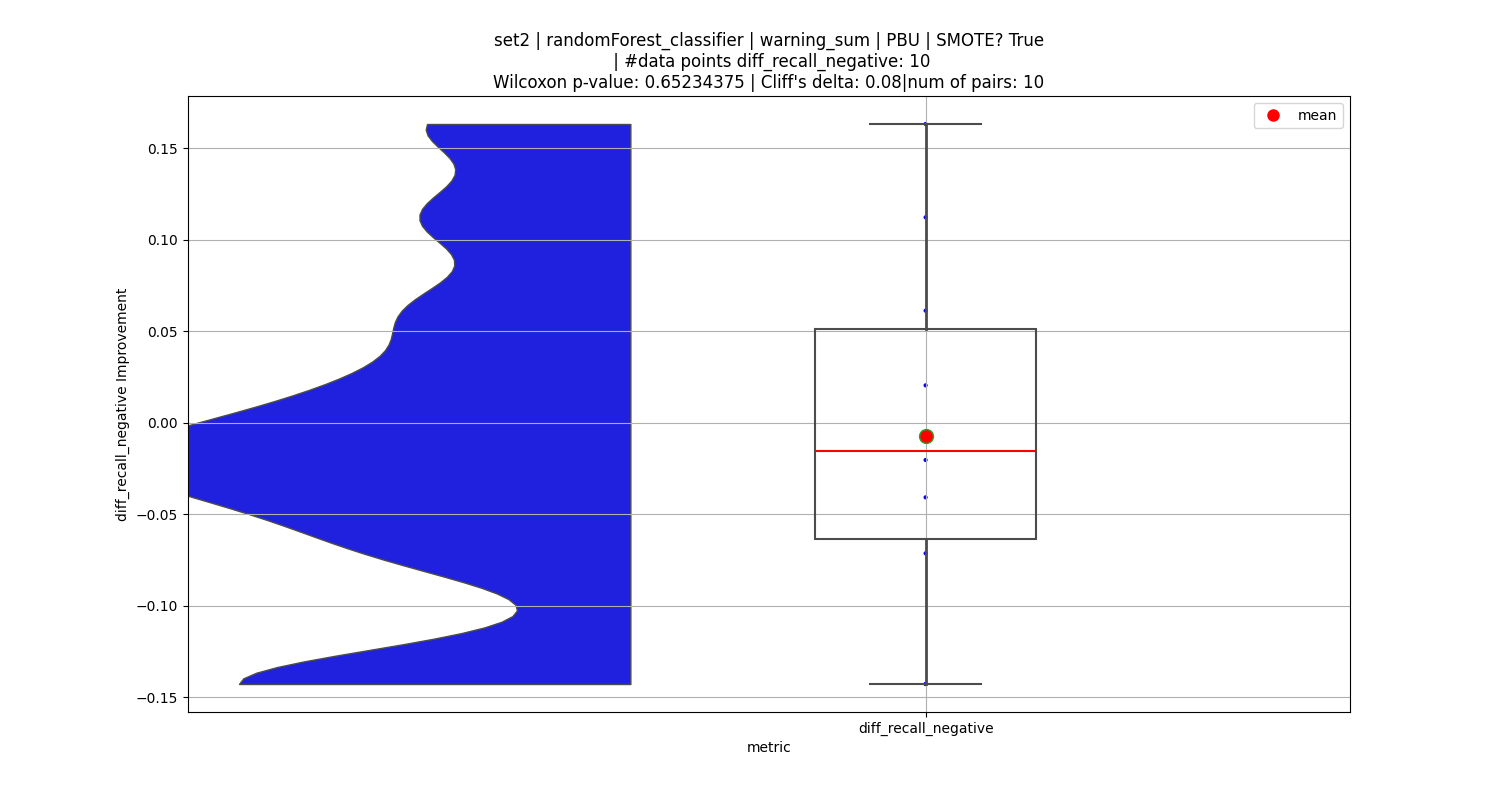 set2 | randomForest_classifier | warning_sum | PBU | SMOTE? True
| #data points diff_recall_negative: 10
Wilcoxon p-value: 0.65234375 | Cliff's delta: 0.08|num of pairs: 10
mean
0.15
0.10
0.05
0.00
−0.05
−0.10
−0.15
diff_recall_negative Improvement
diff_recall_negative
metric